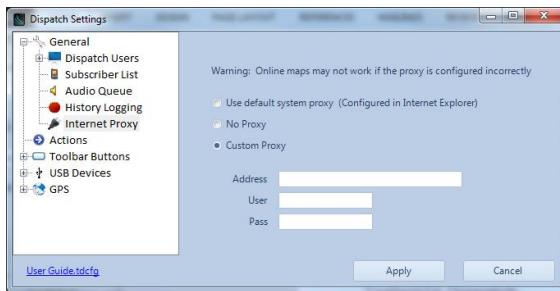 Dispatch Settings
General
Dispatch Users
Subscriber List
Audio Queue
History Logging
Internet Proxy
Actions
Toolbar Buttons
USB Devices
GPS
Warning: Online maps may not work if the proxy is configured incorrectly
Use default system proxy (Configured in Internet Explorer)
No Proxy
Custom Proxy
Address
User
Pass
User Guide.tdcfg
Apply
Cancel